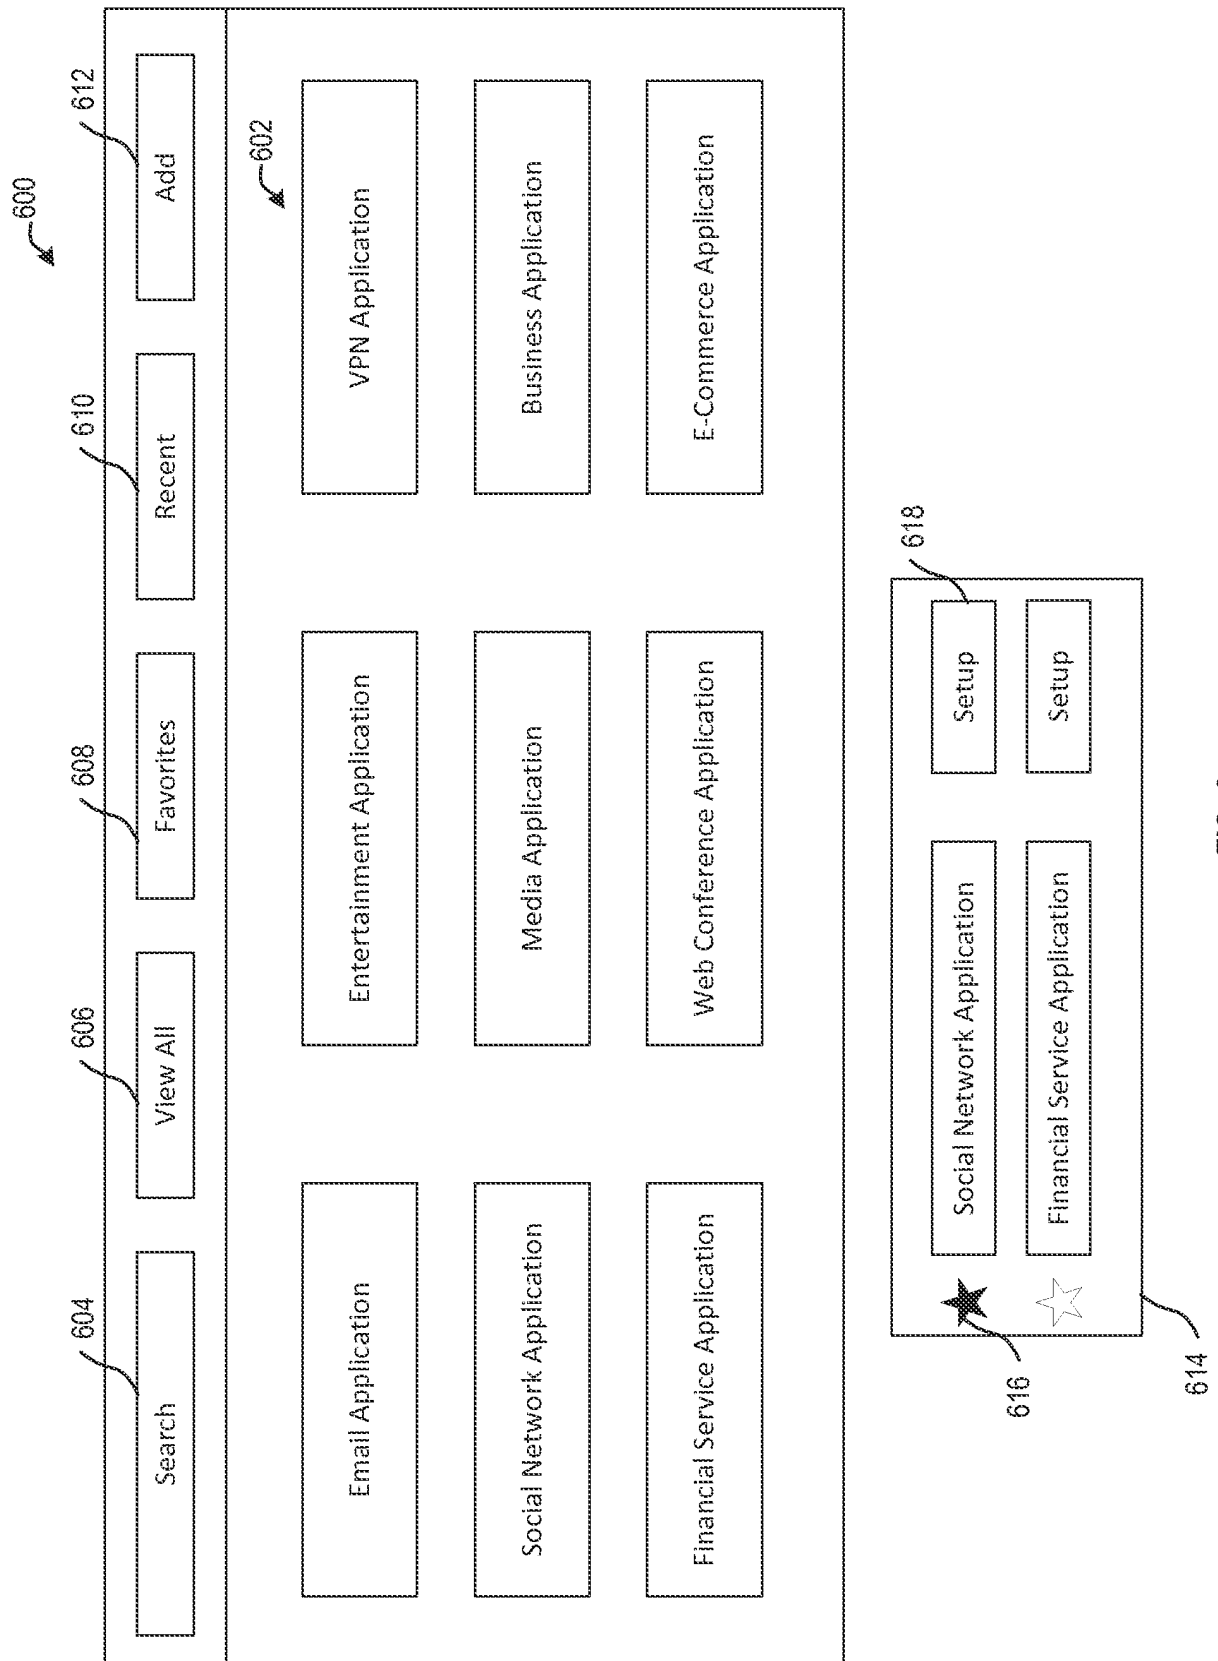 600
604
606
608
610
612
Search
View All
Favorites
Recent
Add
602
Email Application
Entertainment Application
VPN Application
Social Network Application
Media Application
Business Application
Financial Service Application
Web Conference Application
E-Commerce Application
616
618
Social Network Application
Setup
Financial Service Application
Setup
614